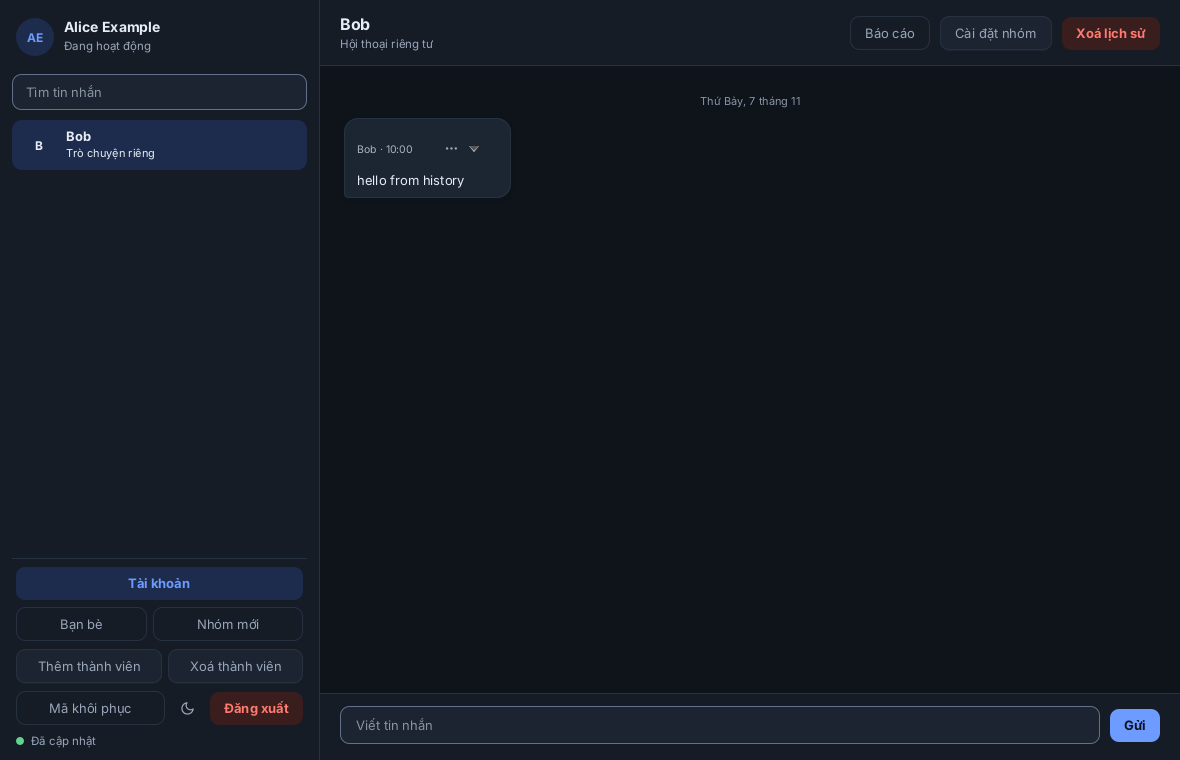 AE
Alice Example
Đang hoạt động
Tìm tin nhắn
B
Bob
Trò chuyện riêng
Tài khoản
Bạn bè
Nhóm mới
Thêm thành viên
Xoá thành viên
Mã khôi phục
Đăng xuất
Đã cập nhật
Bob
Hội thoại riêng tư
Báo cáo
Cài đặt nhóm
Xoá lịch sử
Thứ Bảy, 7 tháng 11
Bob · 10:00
hello from history
Viết tin nhắn
Gửi